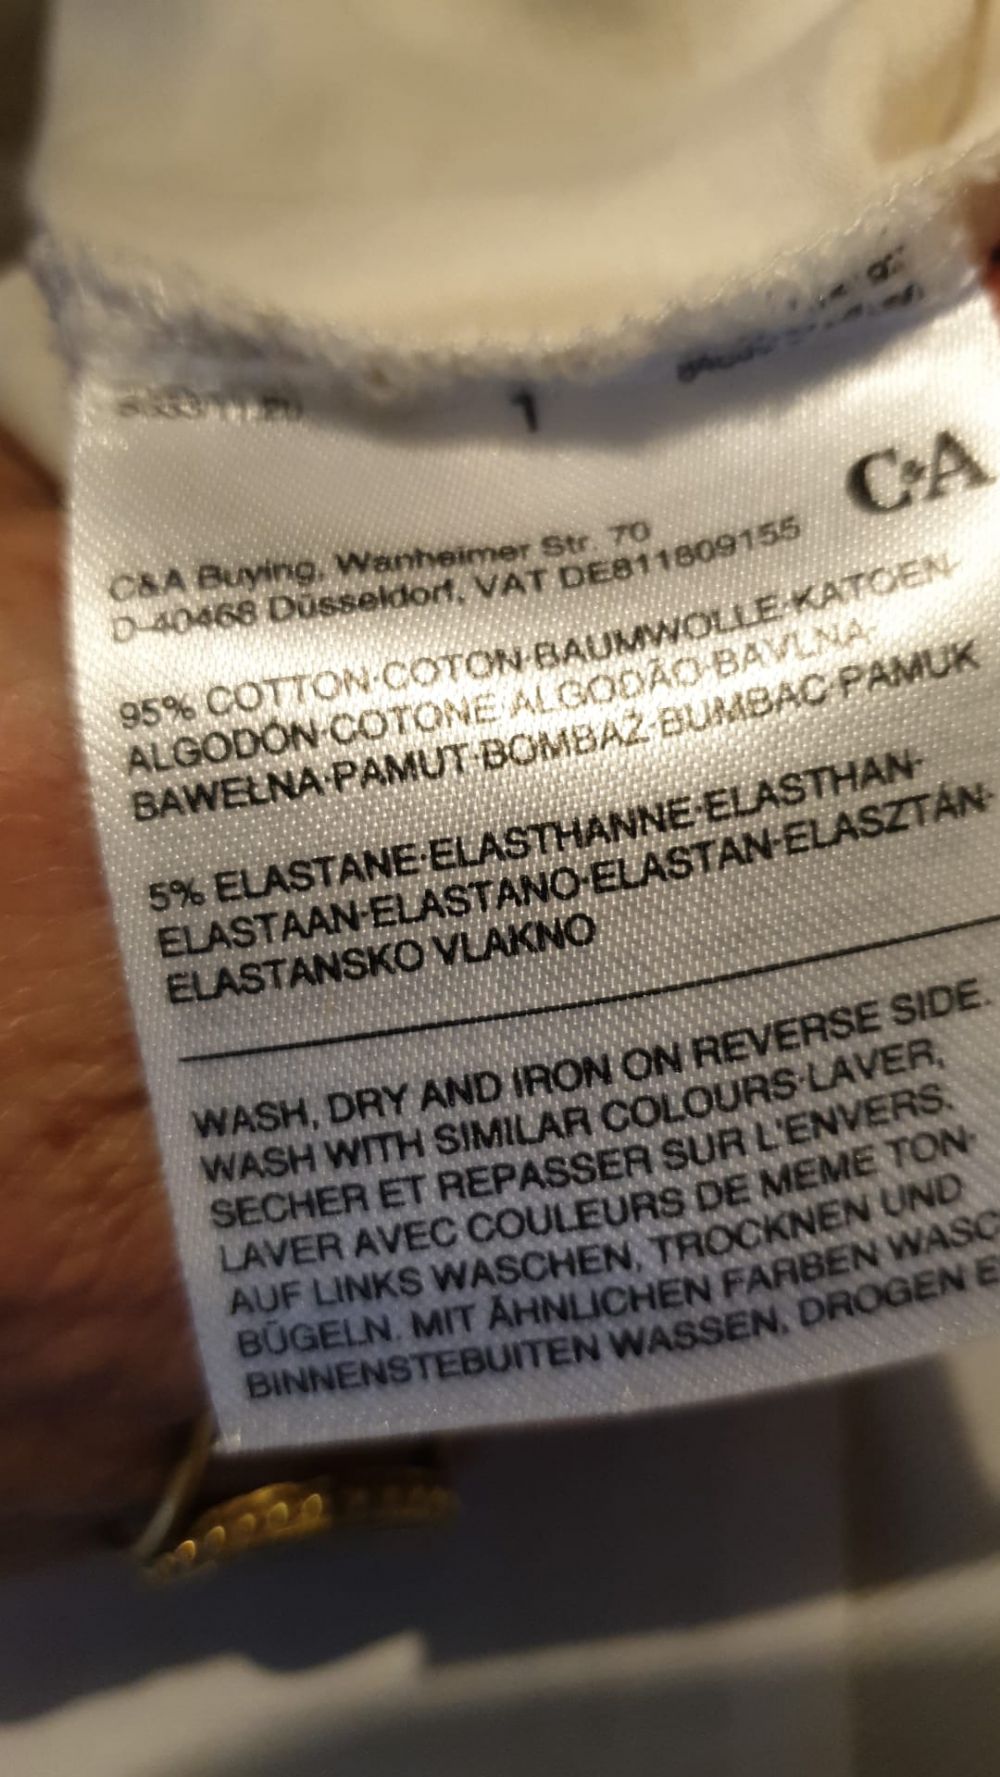 1
C&A
C&A Buying, Wanheimer Str. 70
D-40468 Düsseldorf, VAT DE811809155
95% COTTON·COTON·BAUMWOLLE·KATOEN·
ALGODÓN·COTONE·ALGODÃO·BAVLNA·
BAWEŁNA·PAMUT·BOMBAŽ·BUMBAC·PAMUK
5% ELASTANE·ELASTHANNE·ELASTHAN·
ELASTAAN·ELASTANO·ELASTAN·ELASZTÁN·
ELASTANSKO VLAKNO
WASH, DRY AND IRON ON REVERSE SIDE.
WASH WITH SIMILAR COLOURS·LAVER,
SECHER ET REPASSER SUR L'ENVERS.
LAVER AVEC COULEURS DE MEME TON·
AUF LINKS WASCHEN, TROCKNEN UND
BÜGELN. MIT ÄHNLICHEN FARBEN WASC
BINNENSTEBUITEN WASSEN, DROGEN E